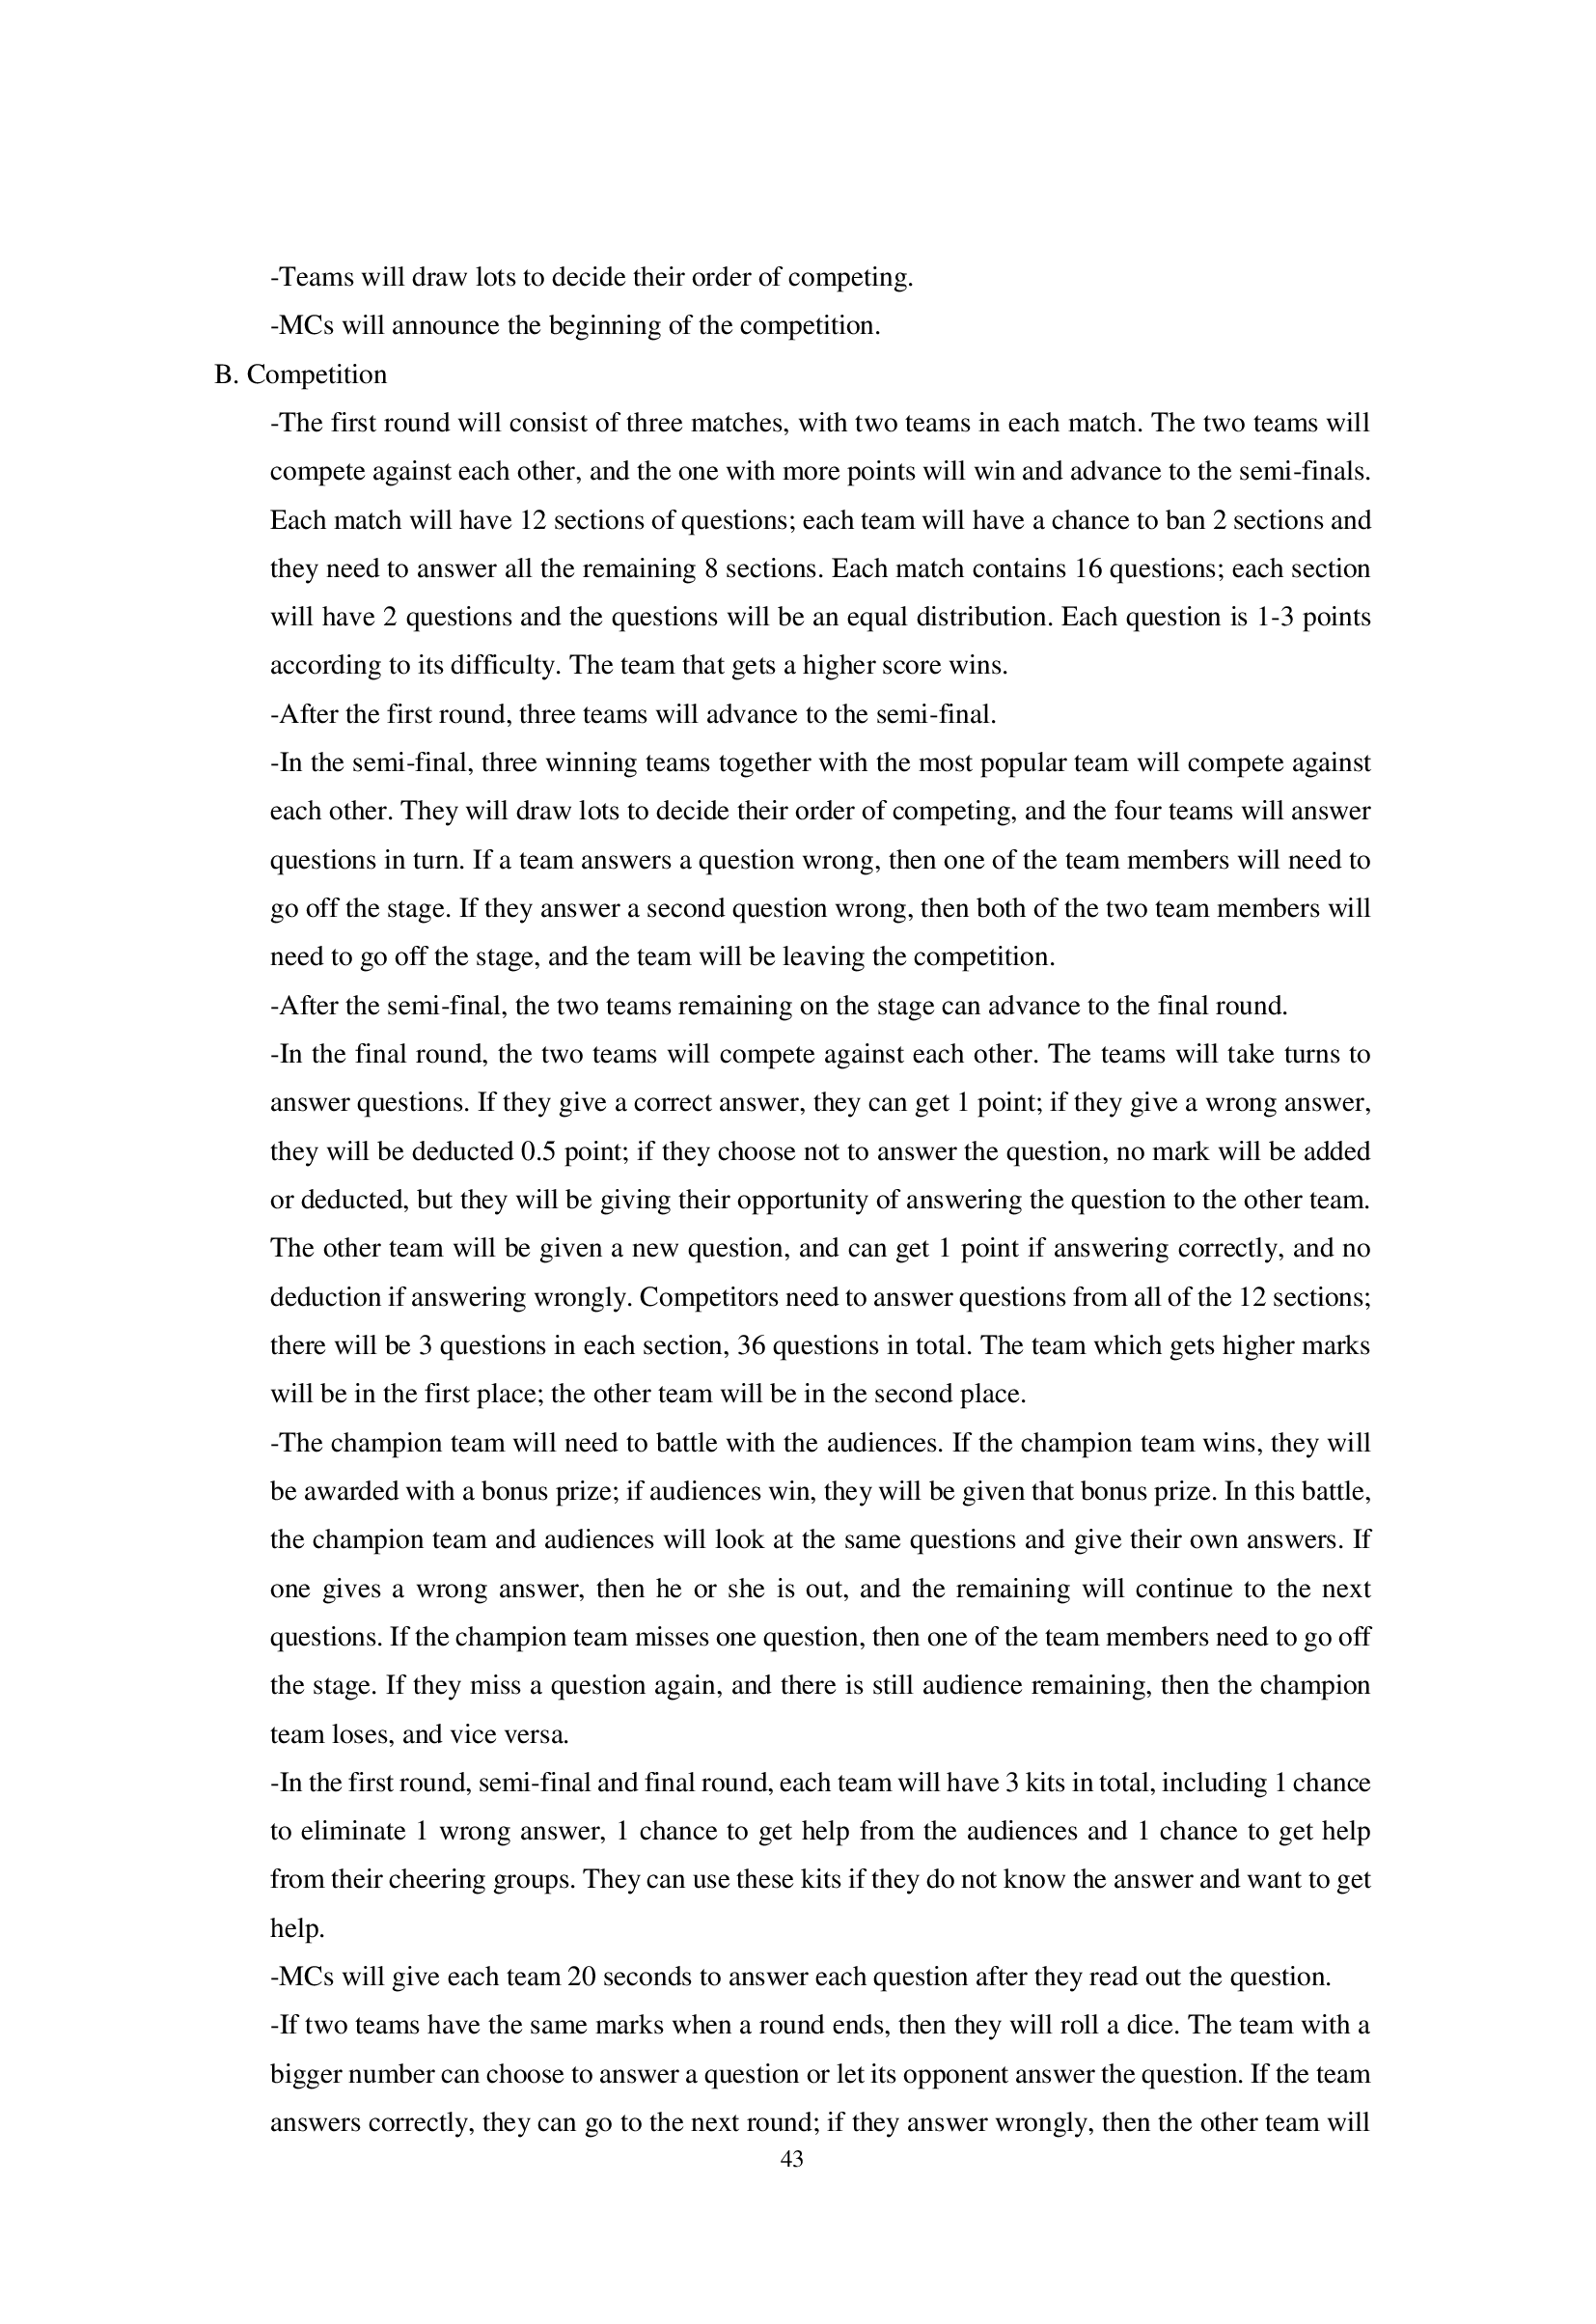 -Teams will draw lots to decide their order of competing.
-MCs will announce the beginning of the competition.
B. Competition
-The first round will consist of three matches, with two teams in each match. The two teams will
compete against each other, and the one with more points will win and advance to the semi-finals.
Each match will have 12 sections of questions; each team will have a chance to ban 2 sections and
they need to answer all the remaining 8 sections. Each match contains 16 questions; each section
will have 2 questions and the questions will be an equal distribution. Each question is 1-3 points
according to its difficulty. The team that gets a higher score wins.
-After the first round, three teams will advance to the semi-final.
-In the semi-final, three winning teams together with the most popular team will compete against
each other. They will draw lots to decide their order of competing, and the four teams will answer
questions in turn. If a team answers a question wrong, then one of the team members will need to
go off the stage. If they answer a second question wrong, then both of the two team members will
need to go off the stage, and the team will be leaving the competition.
-After the semi-final, the two teams remaining on the stage can advance to the final round.
-In the final round, the two teams will compete against each other. The teams will take turns to
answer questions. If they give a correct answer, they can get 1 point; if they give a wrong answer,
they will be deducted 0.5 point; if they choose not to answer the question, no mark will be added
or deducted, but they will be giving their opportunity of answering the question to the other team.
The other team will be given a new question, and can get 1 point if answering correctly, and no
deduction if answering wrongly. Competitors need to answer questions from all of the 12 sections;
there will be 3 questions in each section, 36 questions in total. The team which gets higher marks
will be in the first place; the other team will be in the second place.
-The champion team will need to battle with the audiences. If the champion team wins, they will
be awarded with a bonus prize; if audiences win, they will be given that bonus prize. In this battle,
the champion team and audiences will look at the same questions and give their own answers. If
one gives a wrong answer, then he or she is out, and the remaining will continue to the next
questions. If the champion team misses one question, then one of the team members need to go off
the stage. If they miss a question again, and there is still audience remaining, then the champion
team loses, and vice versa.
-In the first round, semi-final and final round, each team will have 3 kits in total, including 1 chance
to eliminate 1 wrong answer, 1 chance to get help from the audiences and 1 chance to get help
from their cheering groups. They can use these kits if they do not know the answer and want to get
help.
-MCs will give each team 20 seconds to answer each question after they read out the question.
-If two teams have the same marks when a round ends, then they will roll a dice. The team with a
bigger number can choose to answer a question or let its opponent answer the question. If the team
answers correctly, they can go to the next round; if they answer wrongly, then the other team will
43